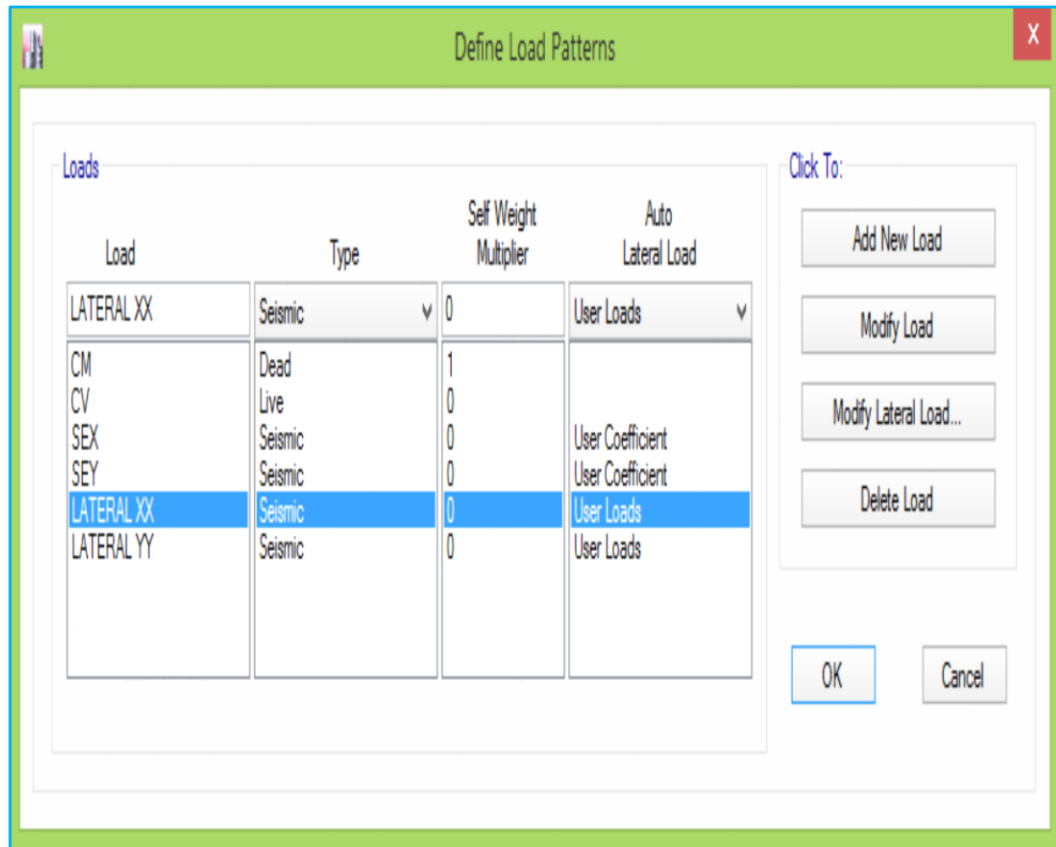 Define Load Patterns
X
Loads
Click To:
Load
Type
Self Weight
Multiplier
Auto
Lateral Load
LATERAL XX Seismic 0 User Loads
CM Dead 1
CV Live 0
SEX Seismic 0 User Coefficient
SEY Seismic 0 User Coefficient
LATERAL XX Seismic 0 User Loads
LATERAL YY Seismic 0 User Loads
Add New Load
Modify Load
Modify Lateral Load...
Delete Load
OK
Cancel